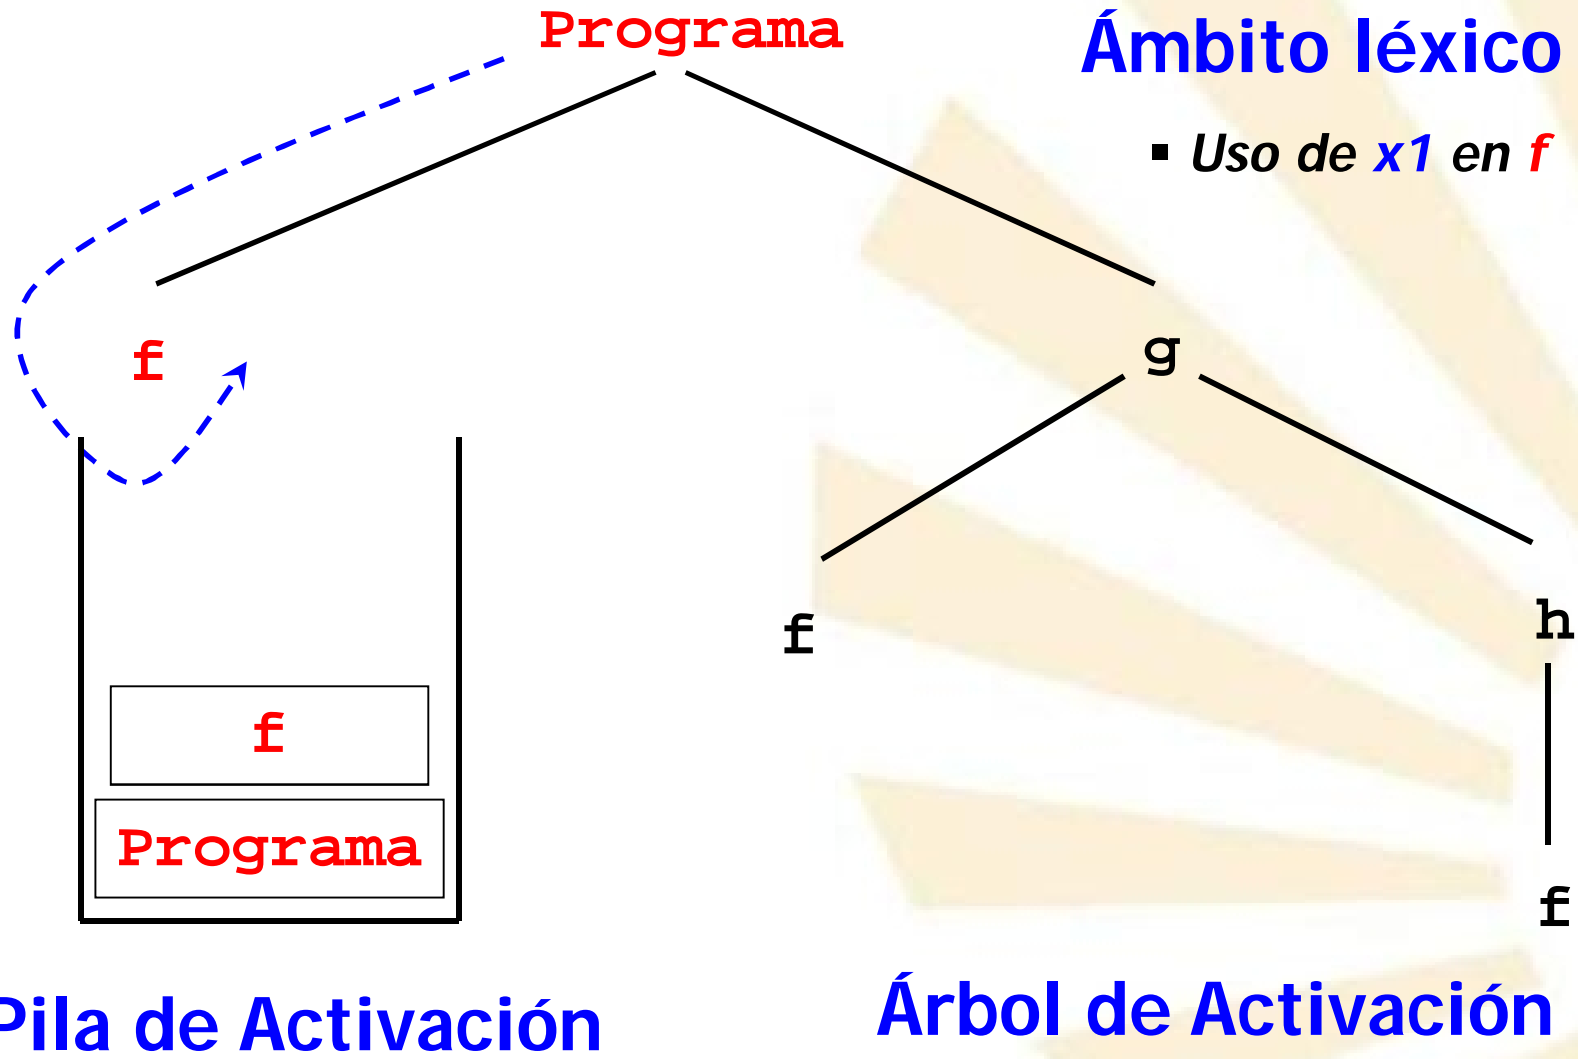 Programa
Ámbito léxico
▪ Uso de x1 en f
f
g
f
h
f
Programa
f
Pila de Activación
Árbol de Activación